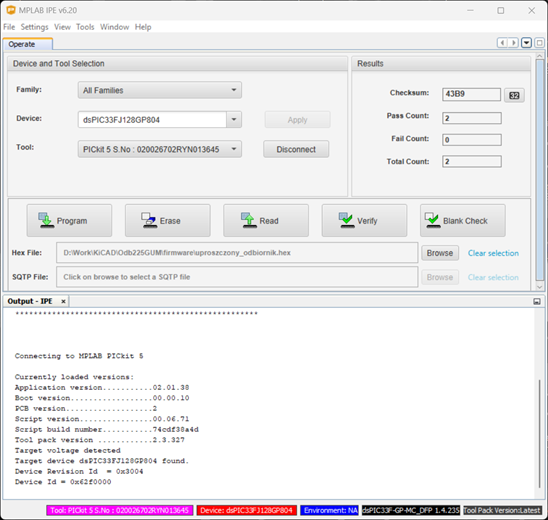 MPLAB IPE v6.20
File Settings View Tools Window Help
Operate
Device and Tool Selection
Results
Family:
All Families
Checksum:
43B9
32
Device:
dsPIC33FJ128GP804
Apply
Pass Count:
2
Fail Count:
0
Tool:
PICkit 5 S.No : 020026702RYN013645
Disconnect
Total Count:
2
Program
Erase
Read
Verify
Blank Check
Hex File:
D:\Work\KiCAD\Odb225GUM\firmware\uproszczony_odbiornik.hex
Browse
Clear selection
SQTP File:
Click on browse to select a SQTP file
Browse
Clear selection
Output - IPE ×
*****************************************************
Connecting to MPLAB PICkit 5
Currently loaded versions:
Application version...........02.01.38
Boot version..................00.00.10
PCB version...................2
Script version................00.06.71
Script build number...........74cdf38a4d
Tool pack version ...........2.3.327
Target voltage detected
Target device dsPIC33FJ128GP804 found.
Device Revision Id  = 0x3004
Device Id = 0x62f0000
Tool: PICkit 5 S.No : 020026702RYN013645
Device: dsPIC33FJ128GP804
Environment: NA
dsPIC33F-GP-MC_DFP 1.4.235
Tool Pack Version:Latest